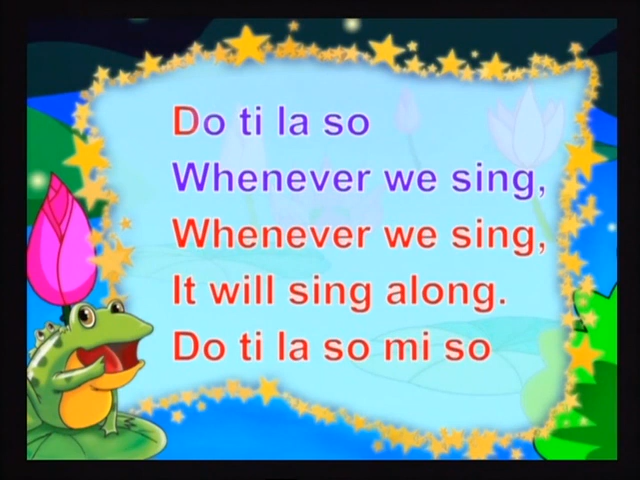 Do ti la so
Whenever we sing,
Whenever we sing,
It will sing along.
Do ti la so mi so